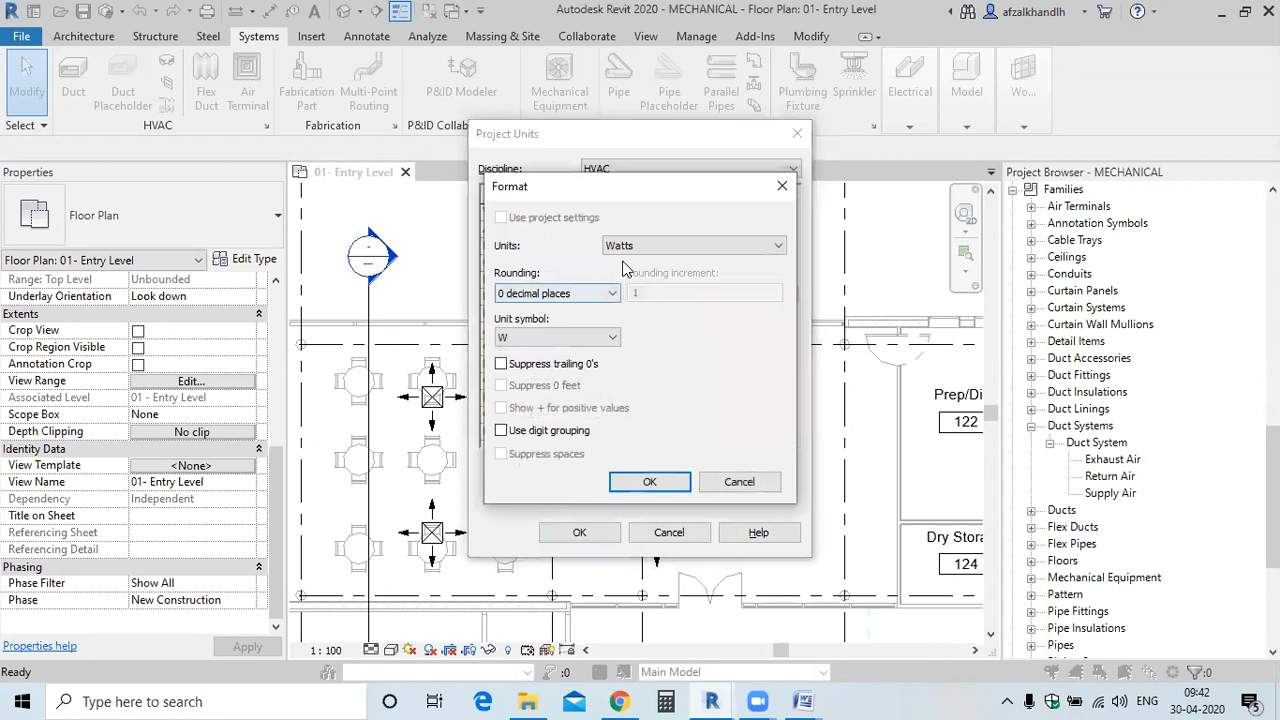 Autodesk Revit 2020 - MECHANICAL - Floor Plan: 01- Entry Level
afzalkhandlh
File
Architecture
Structure
Steel
Systems
Insert
Annotate
Analyze
Massing & Site
Collaborate
View
Manage
Add-Ins
Modify
Modify
Duct
Duct Placeholder
Flex Duct
Air Terminal
Fabrication Part
Multi-Point Routing
P&ID Modeler
Mechanical Equipment
Pipe
Pipe Placeholder
Parallel Pipes
Plumbing Fixture
Sprinkler
Electrical
Model
Wo...
Select
HVAC
Fabrication
P&ID Collab
Properties
Floor Plan
Floor Plan: 01- Entry Level
Edit Type
Range: Top Level Unbounded
Underlay Orientation Look down
Extents
Crop View
Crop Region Visible
Annotation Crop
View Range Edit...
Associated Level 01 - Entry Level
Scope Box None
Depth Clipping No clip
Identity Data
View Template <None>
View Name 01- Entry Level
Dependency Independent
Title on Sheet
Referencing Sheet
Referencing Detail
Phasing
Phase Filter Show All
Phase New Construction
Properties help
Apply
01- Entry Level
Project Units
Discipline: HVAC
Format
Use project settings
Units: Watts
Rounding:
ounding increment:
0 decimal places
1
Unit symbol:
W
Suppress trailing 0's
Suppress 0 feet
Show + for positive values
Use digit grouping
Suppress spaces
OK
Cancel
OK
Cancel
Help
2D
Prep/Di
122
Dry Stora
124
1 : 100
Project Browser - MECHANICAL
Families
Air Terminals
Annotation Symbols
Cable Trays
Ceilings
Conduits
Curtain Panels
Curtain Systems
Curtain Wall Mullions
Detail Items
Duct Accessories
Duct Fittings
Duct Linings
Duct Systems
Duct System
Exhaust Air
Return Air
Supply Air
Ducts
Flex Ducts
Flex Pipes
Floors
Mechanical Equipment
Pattern
Pipe Fittings
Pipe Insulations
Ready
:0
Main Model
:0
Type here to search
ENG
09:42
30-04-2020
5